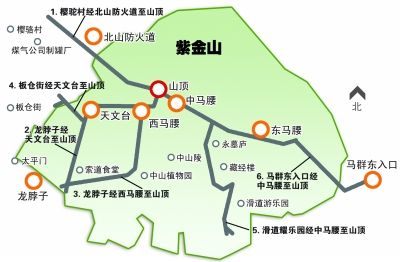 1. 樱驼村经北山防火道至山顶
樱骆村
煤气公司制罐厂
北山防火道
紫金山
4. 板仓街经天文台至山顶
山顶
中马腰
北
板仓街
天文台
西马腰
东马腰
2. 龙脖子经
天文台至山顶
永慕庐
太平门
中山陵
马群东入口
索道食堂
藏经楼
6. 马群东入口经
中马腰至山顶
中山植物园
龙脖子
3. 龙脖子经西马腰至山顶
滑道游乐园
5. 滑道耀乐园经中马腰至山顶